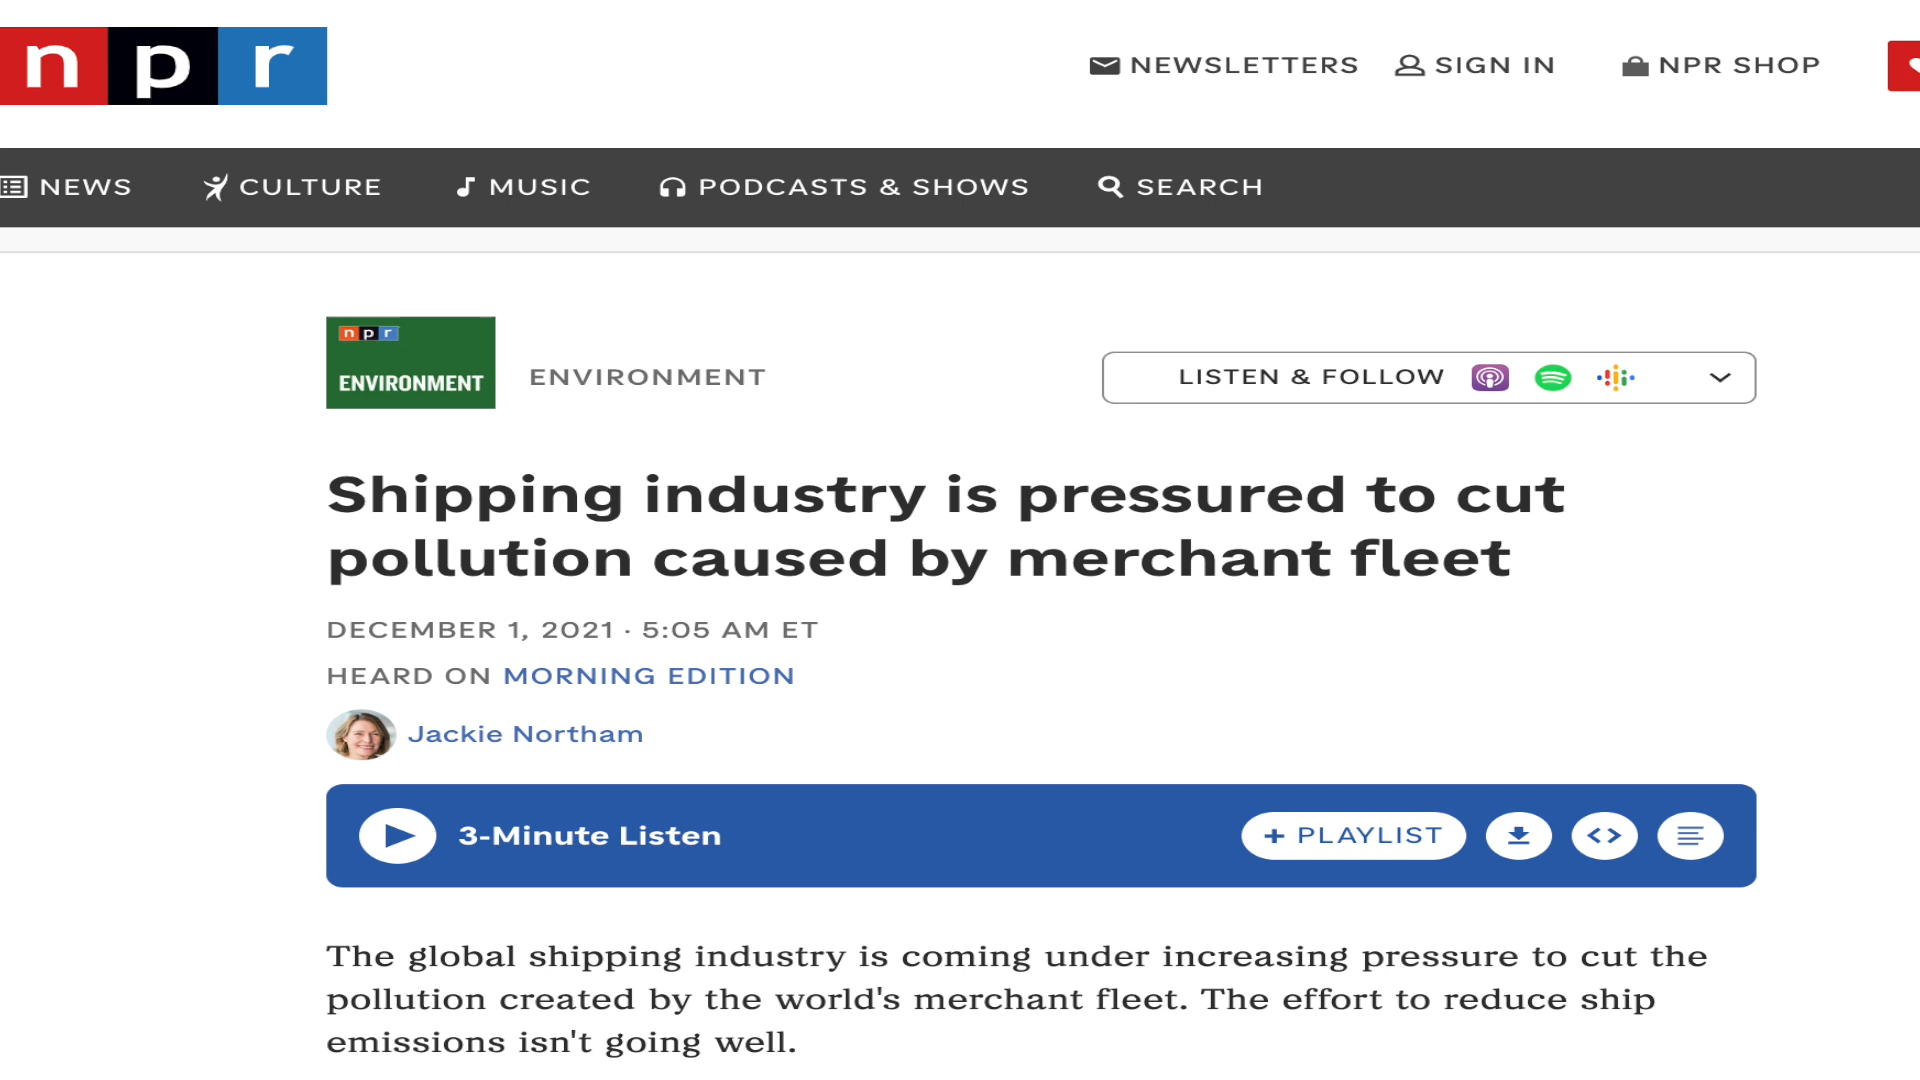 npr
NEWSLETTERS SIGN IN NPR SHOP
NEWS CULTURE MUSIC PODCASTS & SHOWS SEARCH
npr
ENVIRONMENT
ENVIRONMENT
LISTEN & FOLLOW
Shipping industry is pressured to cut
pollution caused by merchant fleet
DECEMBER 1, 2021 · 5:05 AM ET
HEARD ON MORNING EDITION
Jackie Northam
3-Minute Listen
+ PLAYLIST
The global shipping industry is coming under increasing pressure to cut the
pollution created by the world's merchant fleet. The effort to reduce ship
emissions isn't going well.